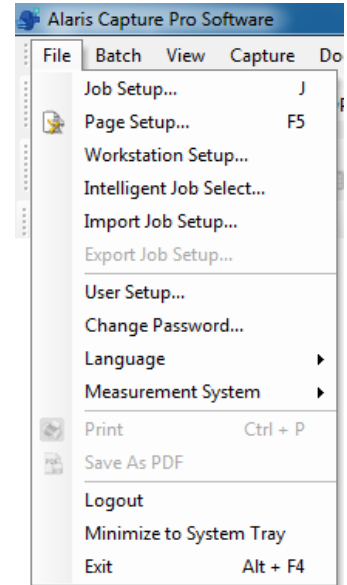 Alaris Capture Pro Software
File Batch View Capture Do
Job Setup... J
Page Setup... F5
Workstation Setup...
Intelligent Job Select...
Import Job Setup...
Export Job Setup...
User Setup...
Change Password...
Language
Measurement System
Print Ctrl + P
Save As PDF
Logout
Minimize to System Tray
Exit Alt + F4